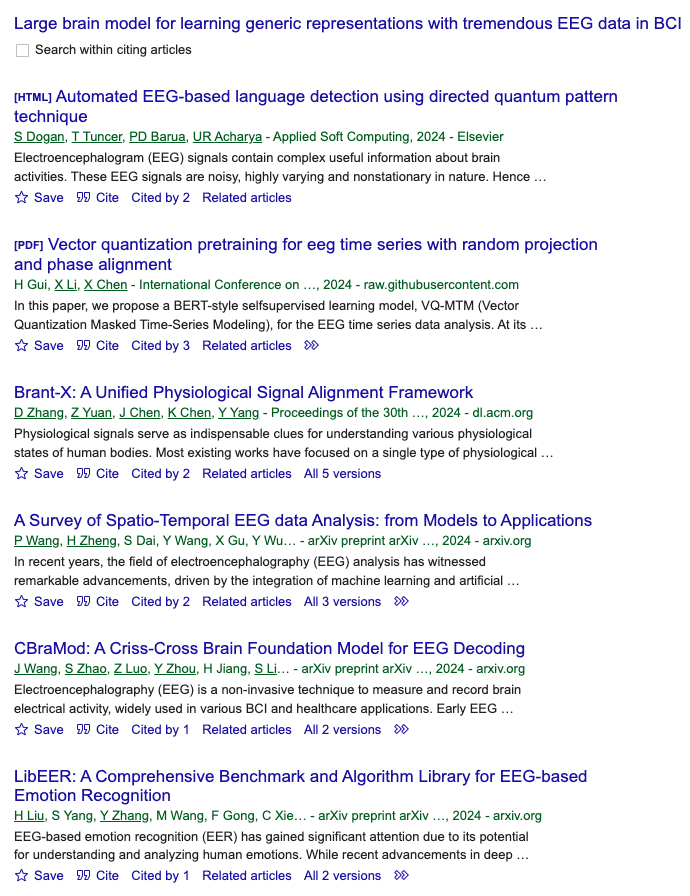 Large brain model for learning generic representations with tremendous EEG data in BCI
Search within citing articles
[HTML] Automated EEG-based language detection using directed quantum pattern
technique
S Dogan, T Tuncer, PD Barua, UR Acharya - Applied Soft Computing, 2024 - Elsevier
Electroencephalogram (EEG) signals contain complex useful information about brain
activities. These EEG signals are noisy, highly varying and nonstationary in nature. Hence …
Save Cite Cited by 2 Related articles
[PDF] Vector quantization pretraining for eeg time series with random projection
and phase alignment
H Gui, X Li, X Chen - International Conference on …, 2024 - raw.githubusercontent.com
In this paper, we propose a BERT-style selfsupervised learning model, VQ-MTM (Vector
Quantization Masked Time-Series Modeling), for the EEG time series data analysis. At its …
Save Cite Cited by 3 Related articles
Brant-X: A Unified Physiological Signal Alignment Framework
D Zhang, Z Yuan, J Chen, K Chen, Y Yang - Proceedings of the 30th …, 2024 - dl.acm.org
Physiological signals serve as indispensable clues for understanding various physiological
states of human bodies. Most existing works have focused on a single type of physiological …
Save Cite Cited by 2 Related articles All 5 versions
A Survey of Spatio-Temporal EEG data Analysis: from Models to Applications
P Wang, H Zheng, S Dai, Y Wang, X Gu, Y Wu… - arXiv preprint arXiv …, 2024 - arxiv.org
In recent years, the field of electroencephalography (EEG) analysis has witnessed
remarkable advancements, driven by the integration of machine learning and artificial …
Save Cite Cited by 2 Related articles All 3 versions
CBraMod: A Criss-Cross Brain Foundation Model for EEG Decoding
J Wang, S Zhao, Z Luo, Y Zhou, H Jiang, S Li… - arXiv preprint arXiv …, 2024 - arxiv.org
Electroencephalography (EEG) is a non-invasive technique to measure and record brain
electrical activity, widely used in various BCI and healthcare applications. Early EEG …
Save Cite Cited by 1 Related articles All 2 versions
LibEER: A Comprehensive Benchmark and Algorithm Library for EEG-based
Emotion Recognition
H Liu, S Yang, Y Zhang, M Wang, F Gong, C Xie… - arXiv preprint arXiv …, 2024 - arxiv.org
EEG-based emotion recognition (EER) has gained significant attention due to its potential
for understanding and analyzing human emotions. While recent advancements in deep …
Save Cite Cited by 1 Related articles All 2 versions